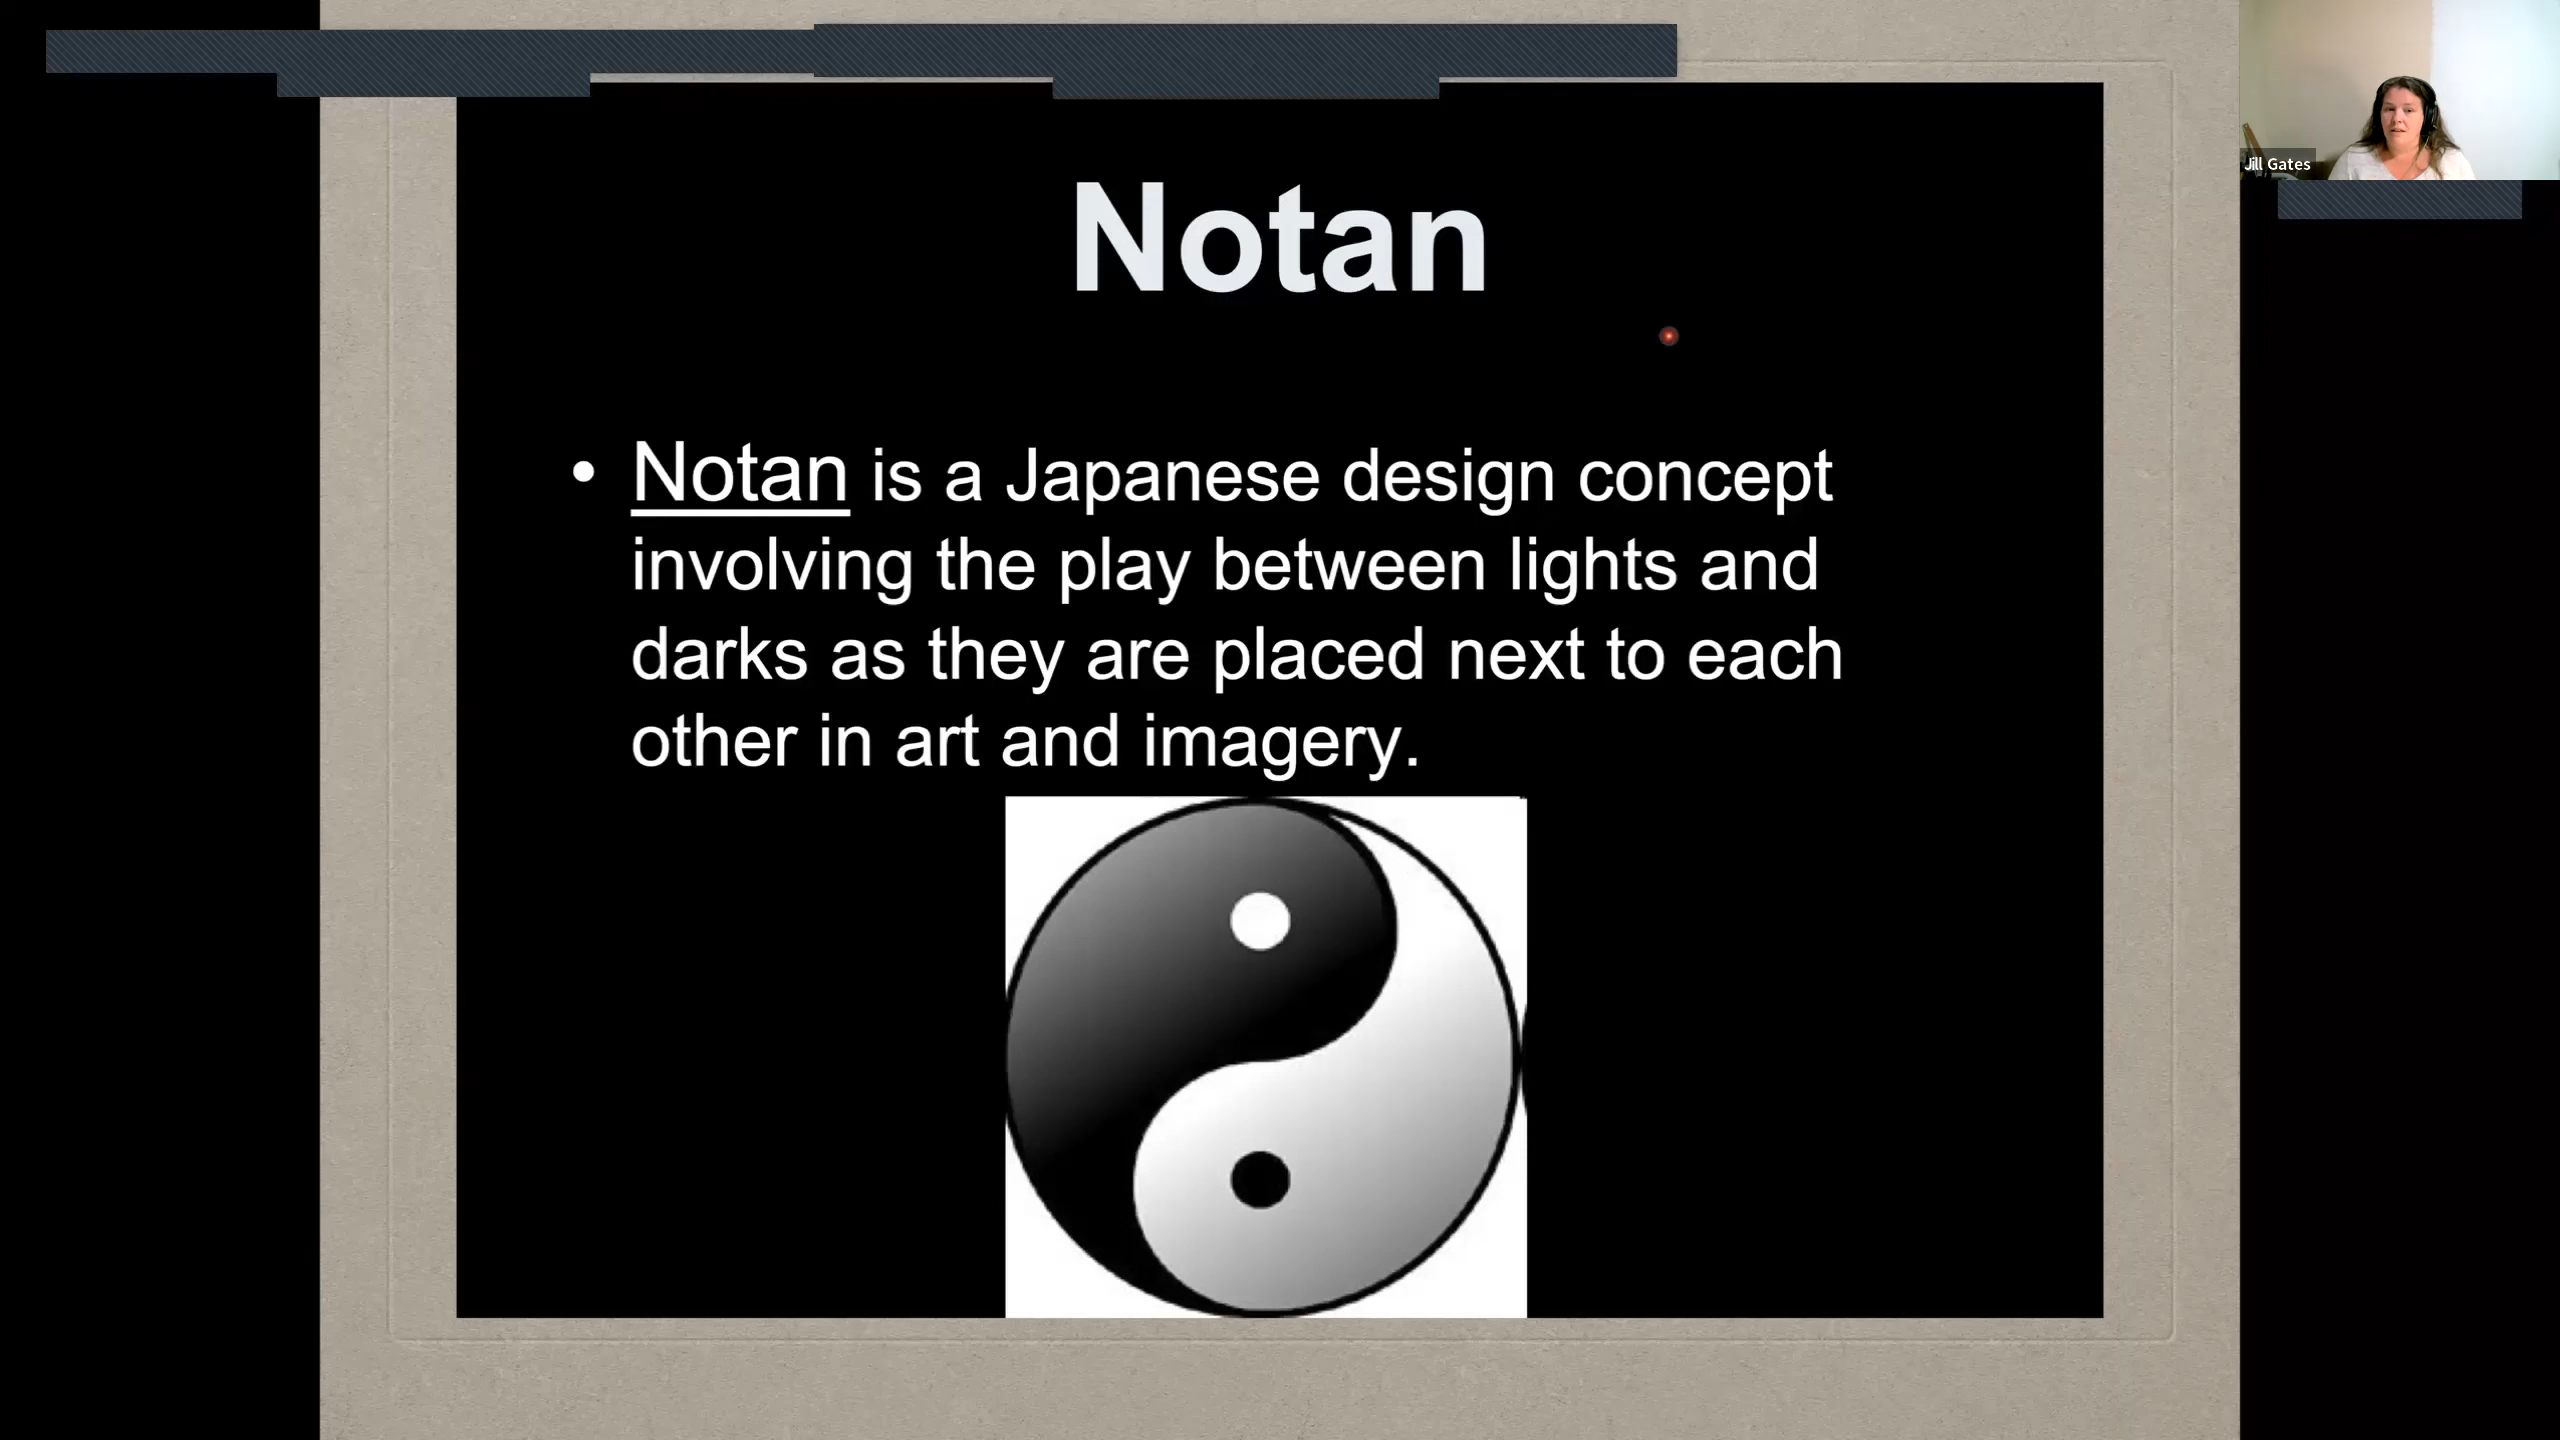 Notan
• Notan is a Japanese design concept
involving the play between lights and
darks as they are placed next to each
other in art and imagery.
Jill Gates